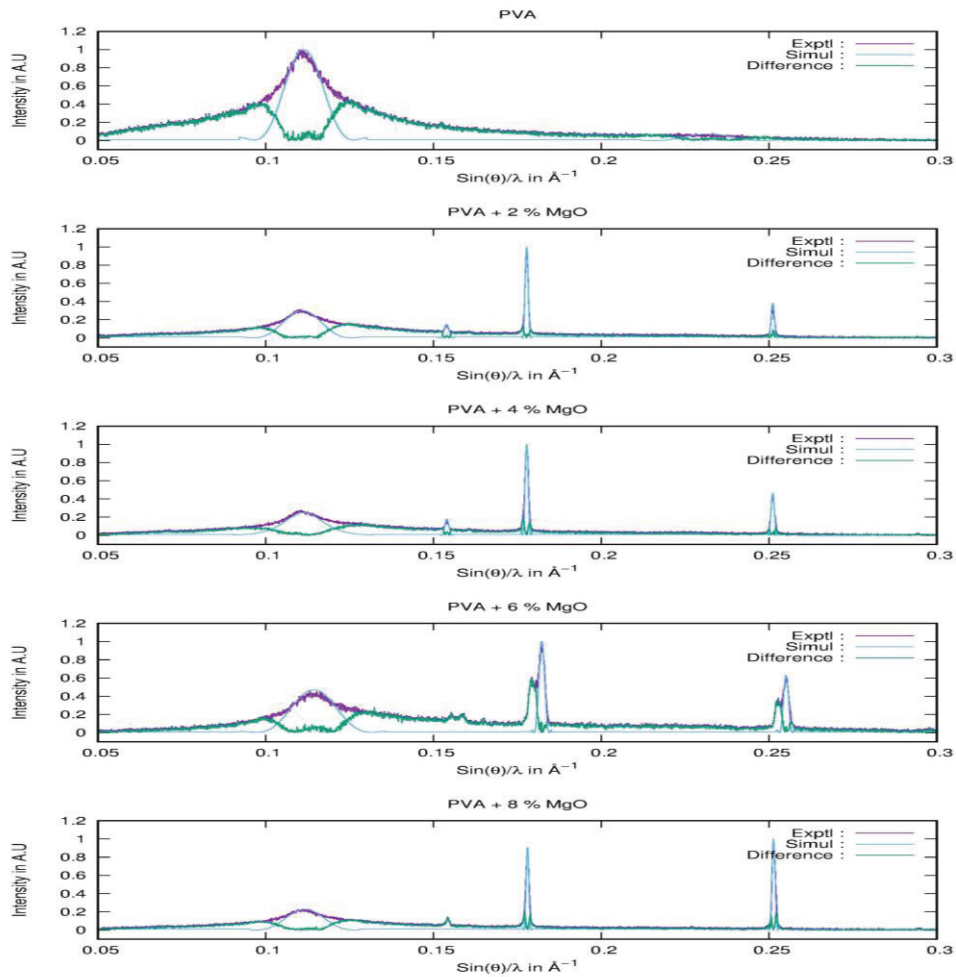 PVA
1.2
1
0.8
0.6
0.4
0.2
0
Intensity in A.U
Exptl :
Simul :
Difference :
0.05 0.1 0.15 0.2 0.25 0.3
Sin(θ)/λ in Å⁻¹
PVA + 2 % MgO
1.2
1
0.8
0.6
0.4
0.2
0
Intensity in A.U
Exptl :
Simul :
Difference :
0.05 0.1 0.15 0.2 0.25 0.3
Sin(θ)/λ in Å⁻¹
PVA + 4 % MgO
1.2
1
0.8
0.6
0.4
0.2
0
Intensity in A.U
Exptl :
Simul :
Difference :
0.05 0.1 0.15 0.2 0.25 0.3
Sin(θ)/λ in Å⁻¹
PVA + 6 % MgO
1.2
1
0.8
0.6
0.4
0.2
0
Intensity in A.U
Exptl :
Simul :
Difference :
0.05 0.1 0.15 0.2 0.25 0.3
Sin(θ)/λ in Å⁻¹
PVA + 8 % MgO
1.2
1
0.8
0.6
0.4
0.2
0
Intensity in A.U
Exptl :
Simul :
Difference :
0.05 0.1 0.15 0.2 0.25 0.3
Sin(θ)/λ in Å⁻¹